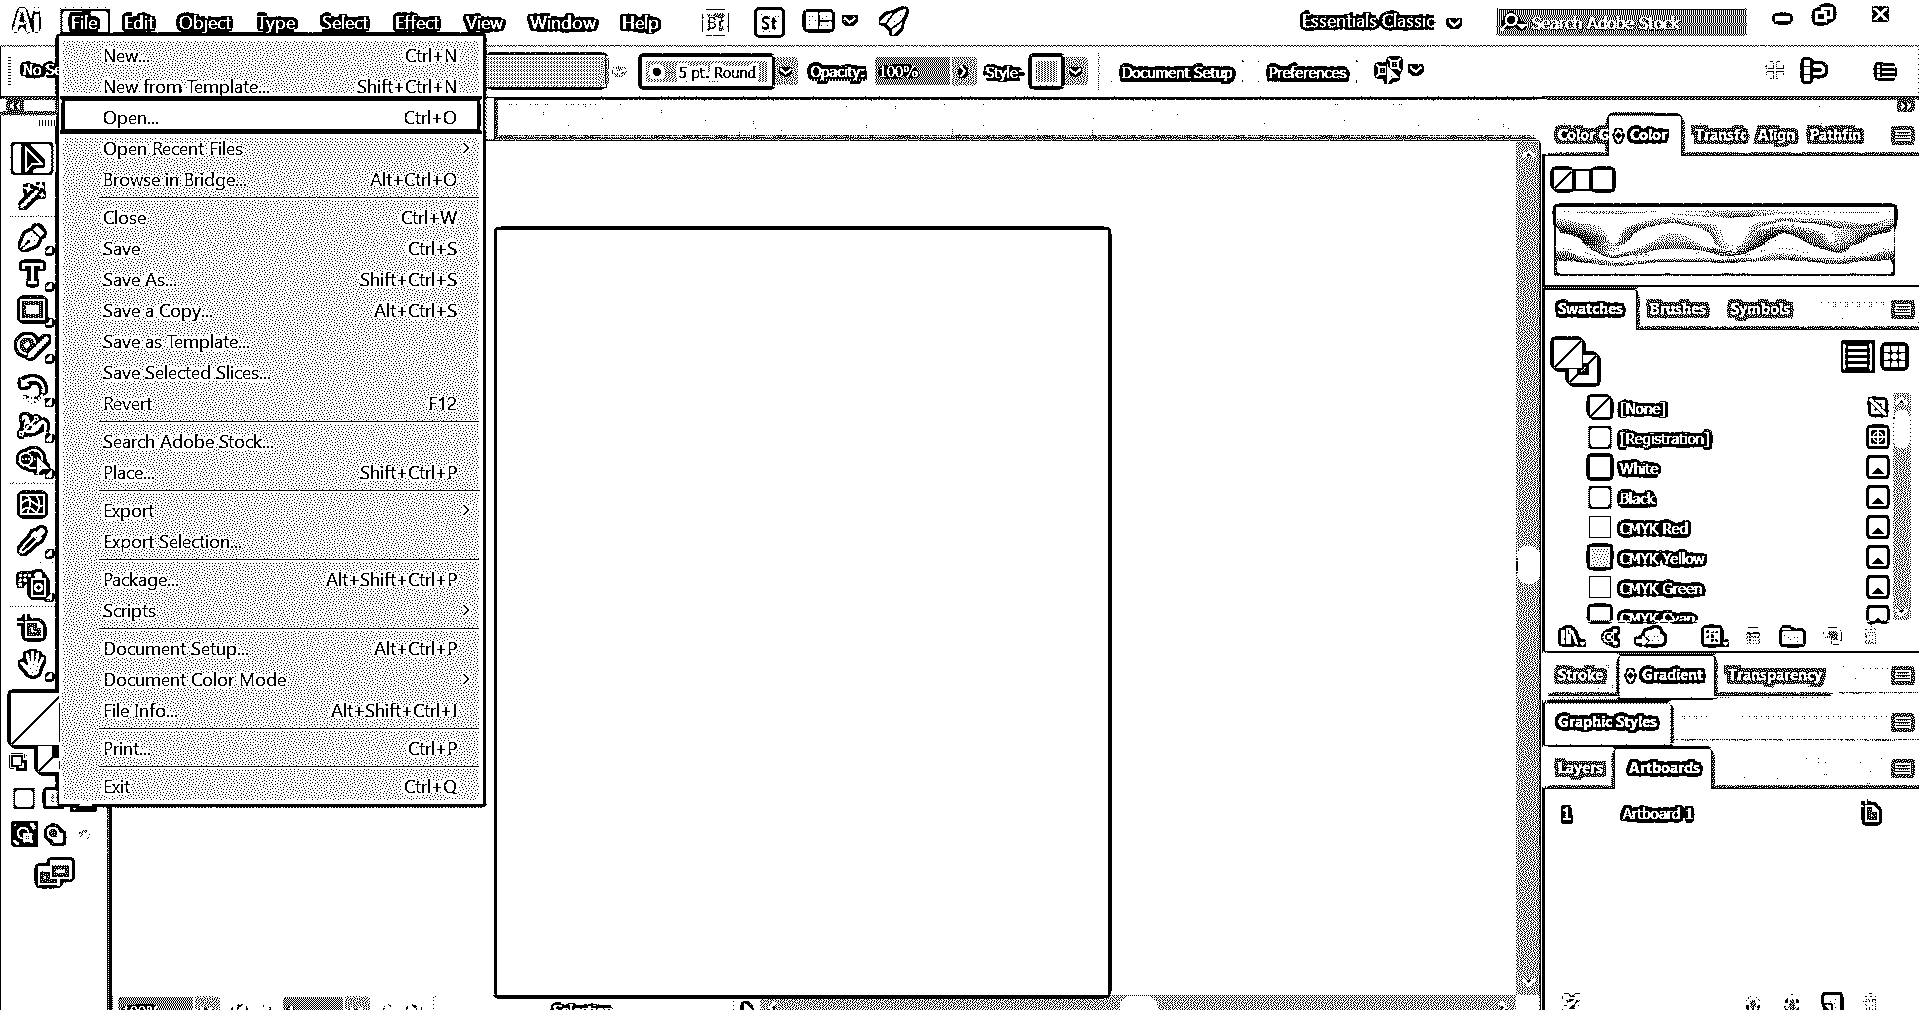 Ai File Edit Object Type Select Effect View Window Help Bt St Essentials Classic Search Adobe Stock
5 pt. Round Opacity: 100% Style: Document Setup Preferences
New... Ctrl+N
New from Template... Shift+Ctrl+N
Open... Ctrl+O
Open Recent Files
Browse in Bridge... Alt+Ctrl+O
Close Ctrl+W
Save Ctrl+S
Save As... Shift+Ctrl+S
Save a Copy... Alt+Ctrl+S
Save as Template...
Save Selected Slices...
Revert F12
Search Adobe Stock...
Place... Shift+Ctrl+P
Export
Export Selection...
Package... Alt+Shift+Ctrl+P
Scripts
Document Setup... Alt+Ctrl+P
Document Color Mode
File Info... Alt+Shift+Ctrl+I
Print... Ctrl+P
Exit Ctrl+Q
Color G Color Transfc Align Pathfin
Swatches Brushes Symbols
[None]
[Registration]
White
Black
CMYK Red
CMYK Yellow
CMYK Green
CMYK Cyan
Stroke Gradient Transparency
Graphic Styles
Layers Artboards
1 Artboard 1
Selection